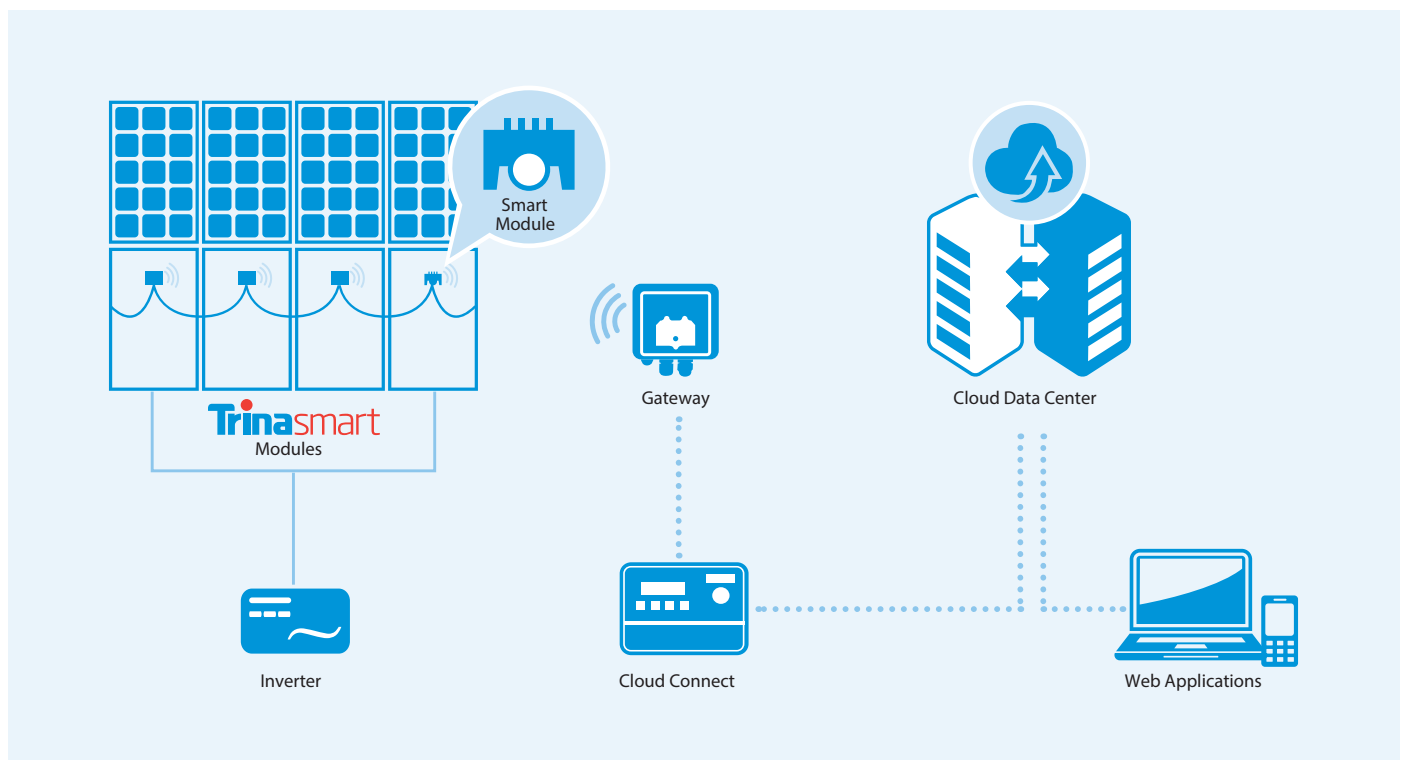 Smart
Module
Trinasmart
Modules
Gateway
Cloud Data Center
Inverter
Cloud Connect
Web Applications